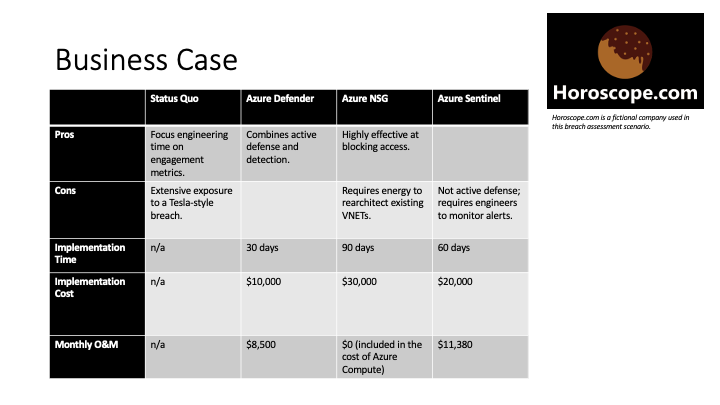 Business Case
Horoscope.com
Horoscope.com is a fictional company used in
this breach assessment scenario.
Status Quo
Azure Defender
Azure NSG
Azure Sentinel
Pros
Focus engineering
time on
engagement
metrics.
Combines active
defense and
detection.
Highly effective at
blocking access.
Cons
Extensive exposure
to a Tesla-style
breach.
Requires energy to
rearchitect existing
VNETs.
Not active defense;
requires engineers
to monitor alerts.
Implementation
Time
n/a
30 days
90 days
60 days
Implementation
Cost
n/a
$10,000
$30,000
$20,000
Monthly O&M
n/a
$8,500
$0 (included in the
cost of Azure
Compute)
$11,380